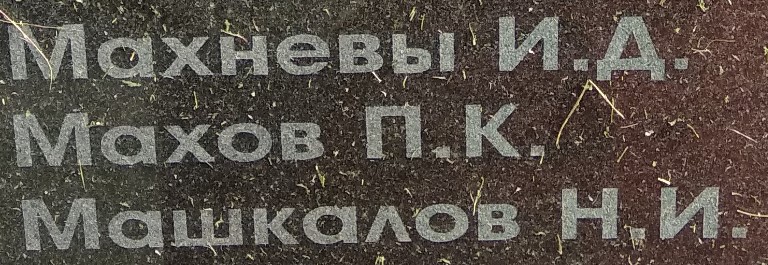 Махневы И.Д.
Махов П.К.
Машкалов Н.И.